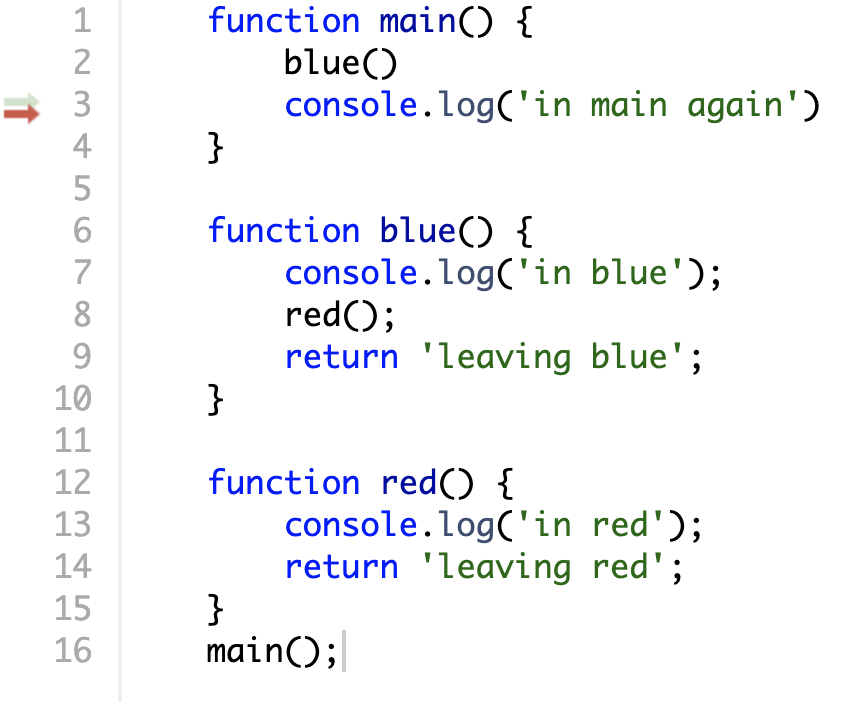 1 function main() {
2     blue()
3     console.log('in main again')
4 }
5
6 function blue() {
7     console.log('in blue');
8     red();
9     return 'leaving blue';
10 }
11
12 function red() {
13     console.log('in red');
14     return 'leaving red';
15 }
16 main();